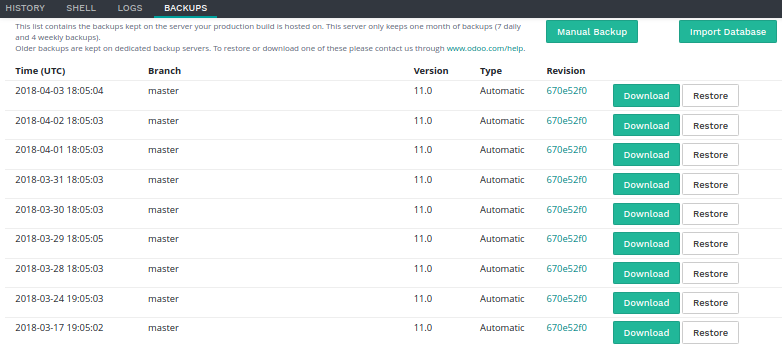 HISTORY SHELL LOGS BACKUPS
This list contains the backups kept on the server your production build is hosted on. This server only keeps one month of backups (7 daily
and 4 weekly backups).
Older backups are kept on dedicated backup servers. To restore or download one of these please contact us through www.odoo.com/help.
Manual Backup Import Database
Time (UTC) Branch Version Type Revision
2018-04-03 18:05:04 master 11.0 Automatic 670e52f0 Download Restore
2018-04-02 18:05:03 master 11.0 Automatic 670e52f0 Download Restore
2018-04-01 18:05:03 master 11.0 Automatic 670e52f0 Download Restore
2018-03-31 18:05:03 master 11.0 Automatic 670e52f0 Download Restore
2018-03-30 18:05:03 master 11.0 Automatic 670e52f0 Download Restore
2018-03-29 18:05:05 master 11.0 Automatic 670e52f0 Download Restore
2018-03-28 18:05:03 master 11.0 Automatic 670e52f0 Download Restore
2018-03-24 19:05:03 master 11.0 Automatic 670e52f0 Download Restore
2018-03-17 19:05:02 master 11.0 Automatic 670e52f0 Download Restore